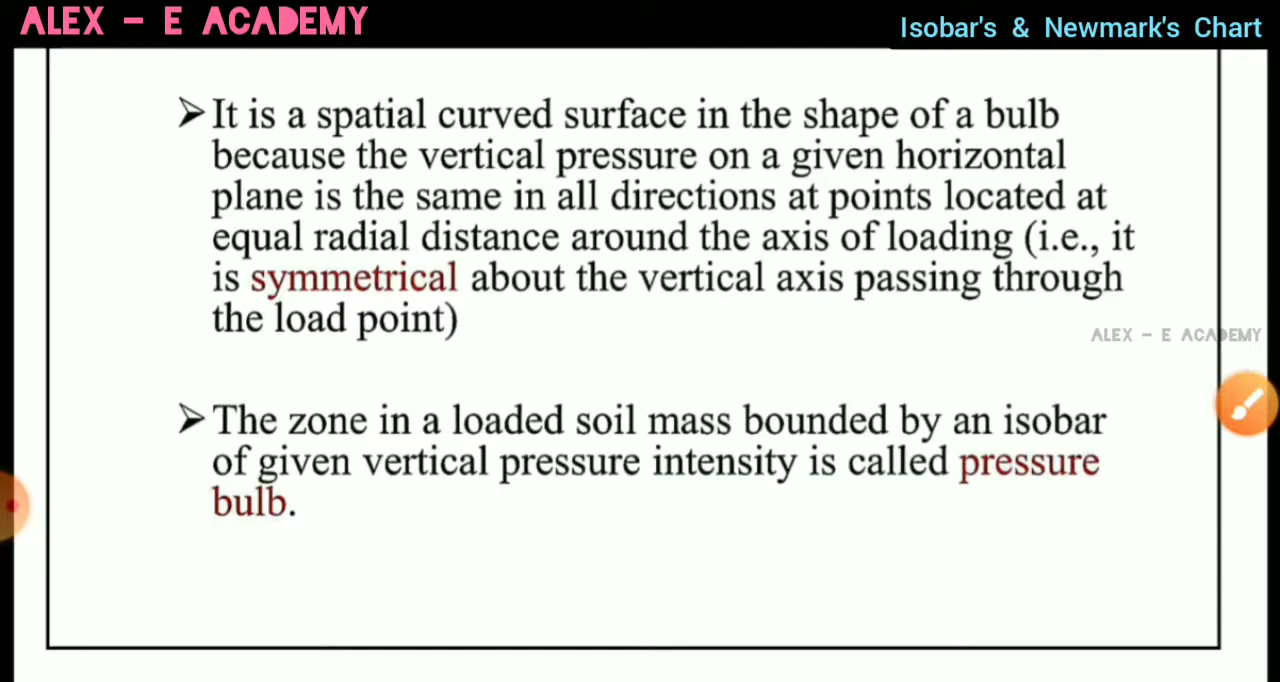 ALEX - E ACADEMY
Isobar's & Newmark's Chart
➢It is a spatial curved surface in the shape of a bulb
because the vertical pressure on a given horizontal
plane is the same in all directions at points located at
equal radial distance around the axis of loading (i.e., it
is symmetrical about the vertical axis passing through
the load point)
ALEX - E ACADEMY
➢The zone in a loaded soil mass bounded by an isobar
of given vertical pressure intensity is called pressure
bulb.